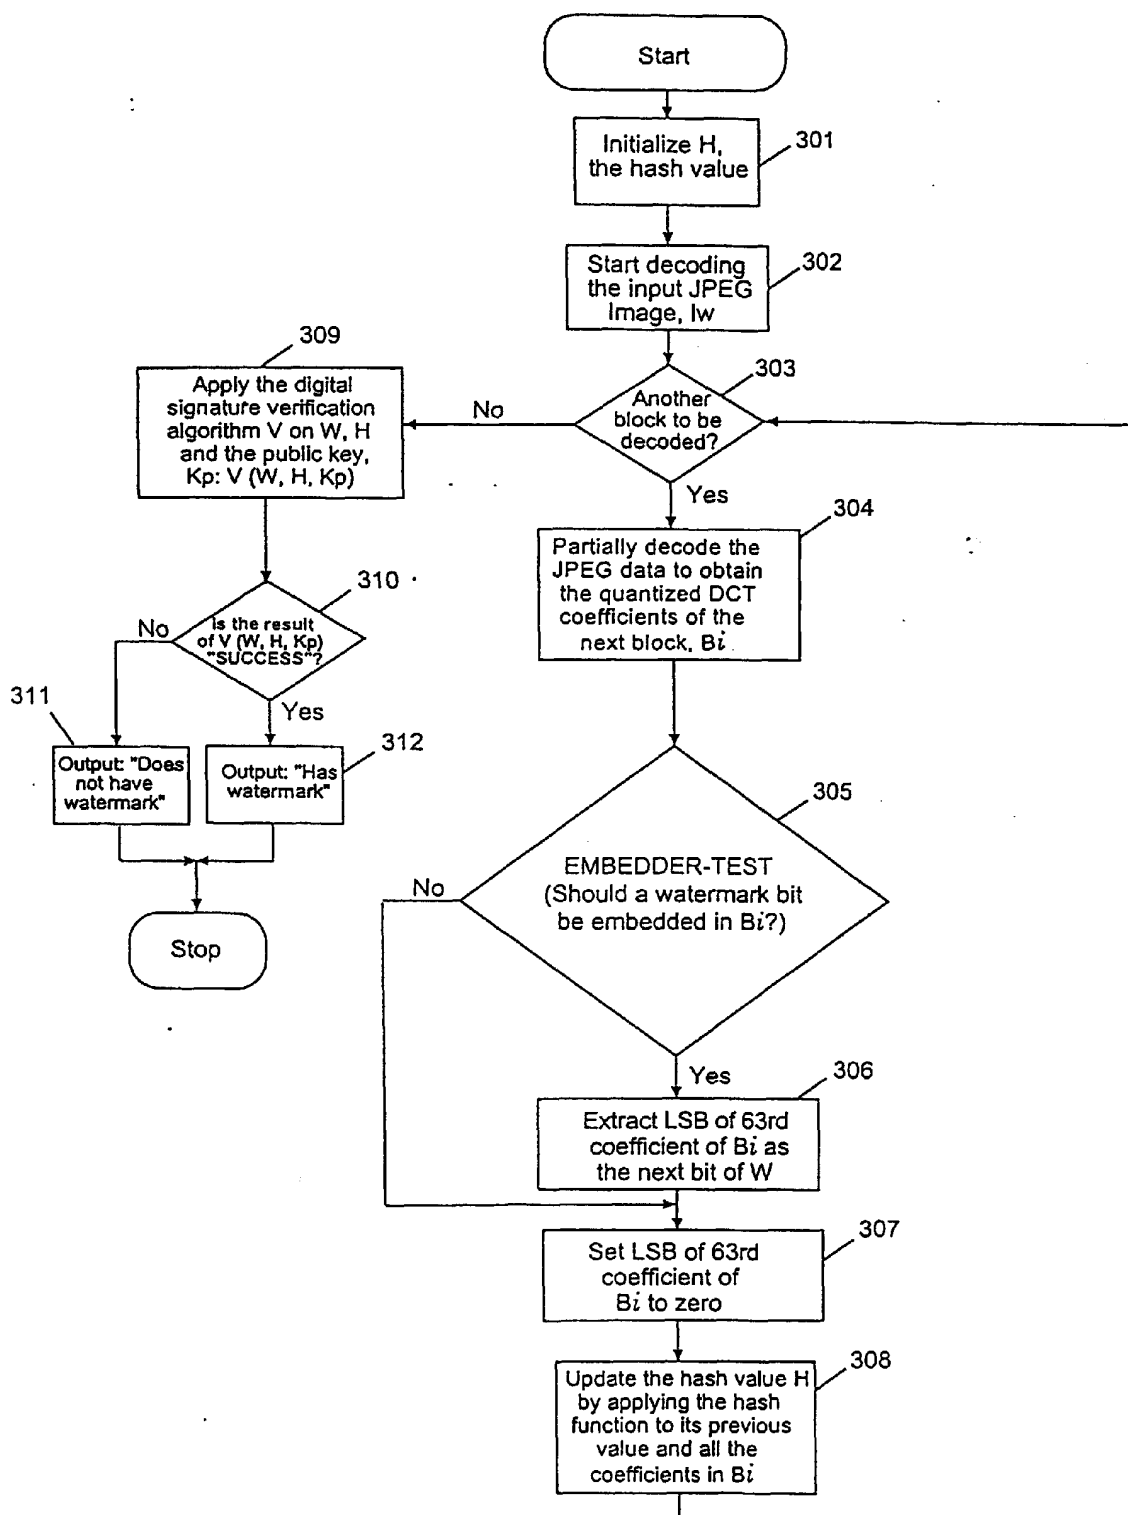 Start
Initialize H,
the hash value
301
Start decoding
the input JPEG
Image, Iw
302
303
Another
block to be
decoded?
No
Yes
309
Apply the digital
signature verification
algorithm V on W, H
and the public key,
Kp: V (W, H, Kp)
310
Is the result
of V (W, H, Kp)
"SUCCESS"?
No
Yes
311
Output: "Does
not have
watermark"
312
Output: "Has
watermark"
Stop
304
Partially decode the
JPEG data to obtain
the quantized DCT
coefficients of the
next block, Bi
305
EMBEDDER-TEST
(Should a watermark bit
be embedded in Bi?)
No
Yes
306
Extract LSB of 63rd
coefficient of Bi as
the next bit of W
307
Set LSB of 63rd
coefficient of
Bi to zero
308
Update the hash value H
by applying the hash
function to its previous
value and all the
coefficients in Bi